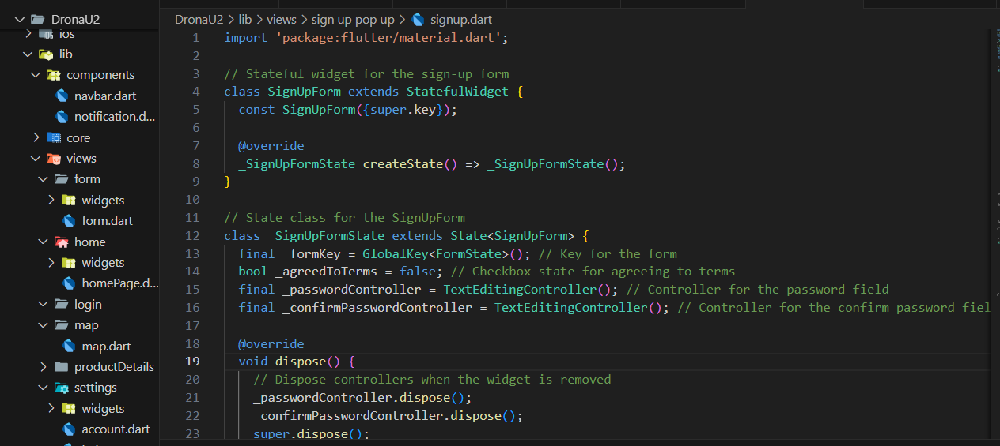 DronaU2
ios
lib
components
navbar.dart
notification.d...
core
views
form
widgets
form.dart
home
widgets
homePage.d...
login
map
map.dart
productDetails
settings
widgets
account.dart
DronaU2 > lib > views > sign up pop up > signup.dart
1 import 'package:flutter/material.dart';
2
3 // Stateful widget for the sign-up form
4 class SignUpForm extends StatefulWidget {
5 const SignUpForm({super.key});
6
7 @override
8 _SignUpFormState createState() => _SignUpFormState();
9 }
10
11 // State class for the SignUpForm
12 class _SignUpFormState extends State<SignUpForm> {
13 final _formKey = GlobalKey<FormState>(); // Key for the form
14 bool _agreedToTerms = false; // Checkbox state for agreeing to terms
15 final _passwordController = TextEditingController(); // Controller for the password field
16 final _confirmPasswordController = TextEditingController(); // Controller for the confirm password fiel
17
18 @override
19 void dispose() {
20 // Dispose controllers when the widget is removed
21 _passwordController.dispose();
22 _confirmPasswordController.dispose();
23 super.dispose();